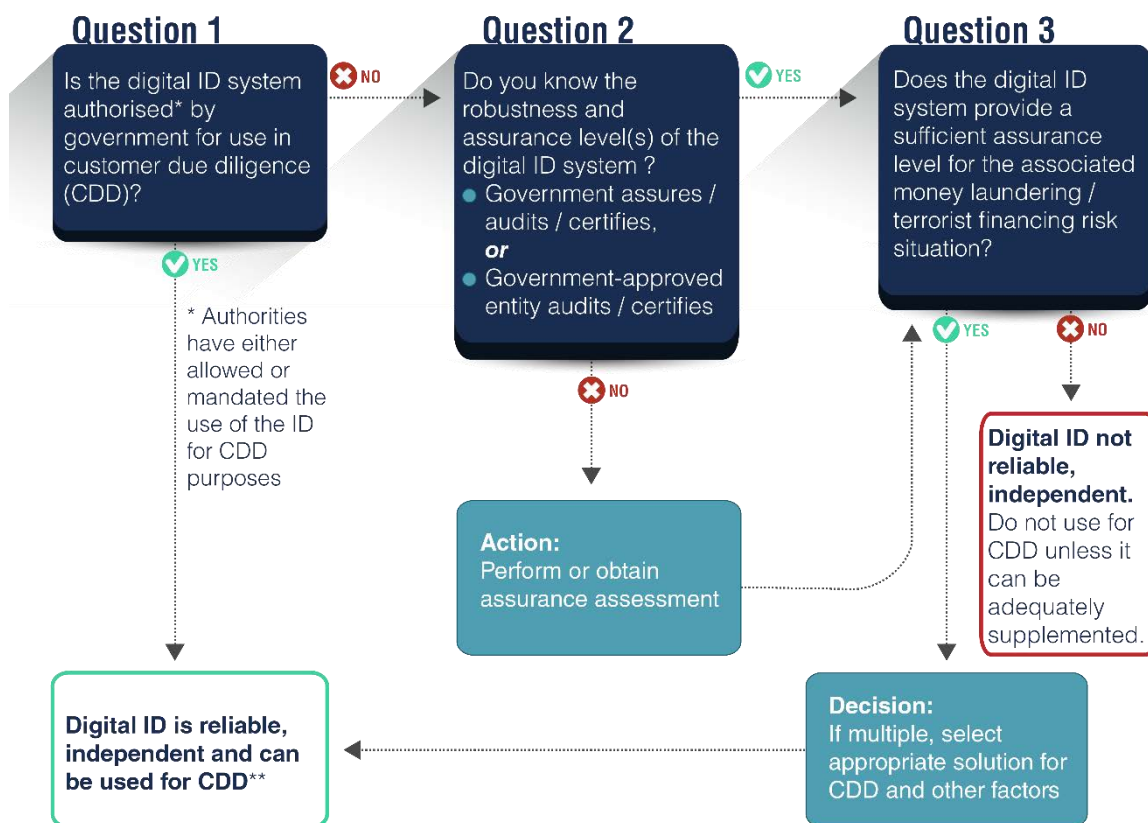 Question 1
Is the digital ID system
authorised* by
government for use in
customer due diligence
(CDD)?
NO
YES
* Authorities
have either
allowed or
mandated the
use of the ID
for CDD
purposes
Question 2
Do you know the
robustness and
assurance level(s) of the
digital ID system ?
Government assures /
audits / certifies,
or
Government-approved
entity audits / certifies
YES
NO
Action:
Perform or obtain
assurance assessment
Question 3
Does the digital ID
system provide a
sufficient assurance
level for the associated
money laundering /
terrorist financing risk
situation?
YES
NO
Digital ID not
reliable,
independent.
Do not use for
CDD unless it
can be
adequately
supplemented.
Decision:
If multiple, select
appropriate solution for
CDD and other factors
Digital ID is reliable,
independent and can
be used for CDD**